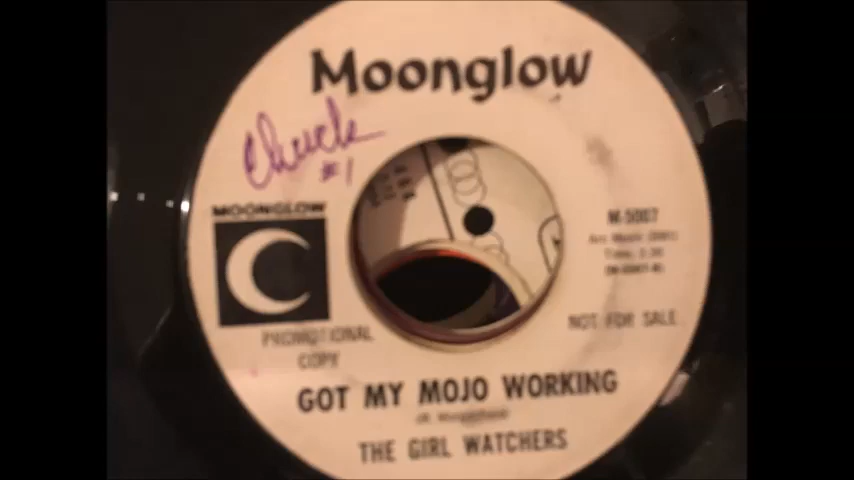 Moonglow
Chuck
#1
MOONGLOW
M-5007
PROMOTIONAL
COPY
NOT FOR SALE
GOT MY MOJO WORKING
THE GIRL WATCHERS